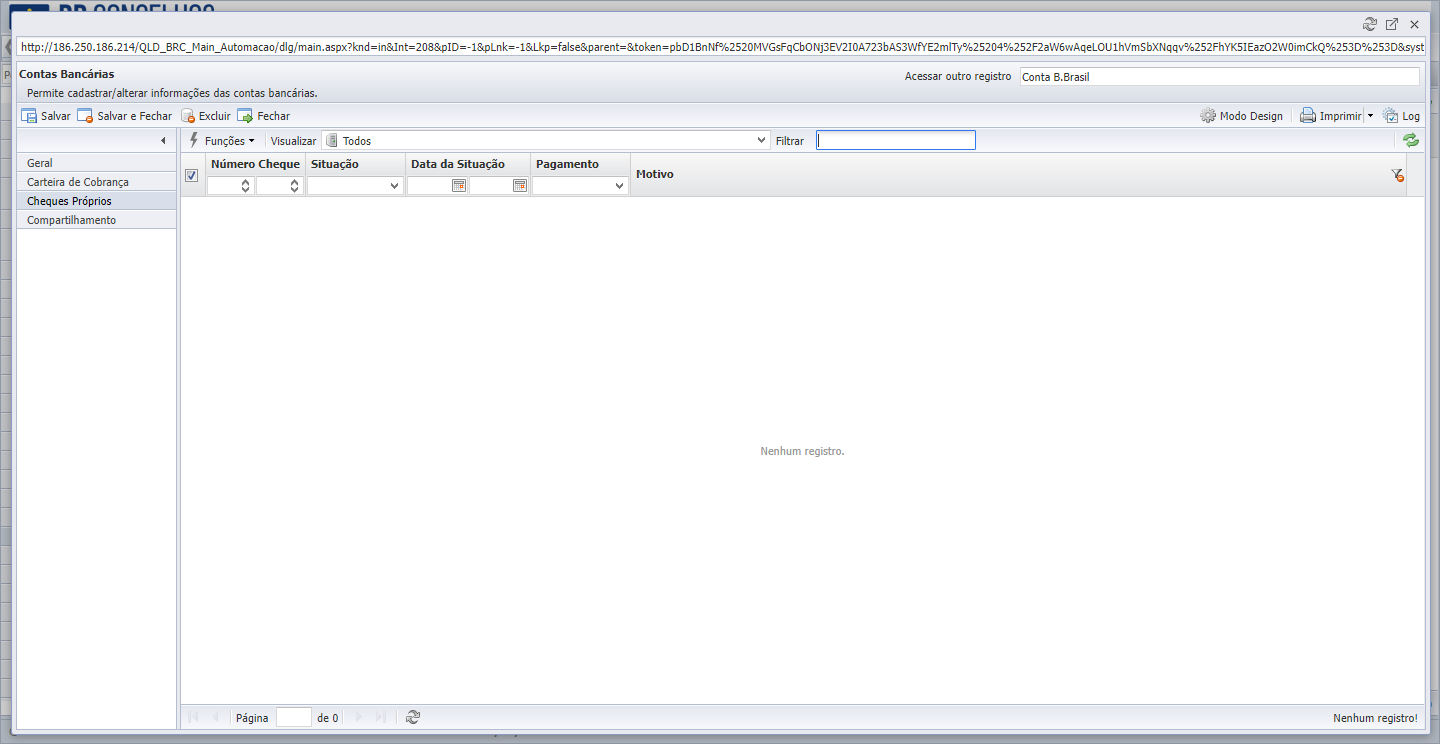 http://186.250.186.214/QLD_BRC_Main_Automacao/dlg/main.aspx?knd=in&Int=208&pID=-1&pLnk=-1&Lkp=false&parent=&token=pbD1BnNf%2520MVGsFqCbONj3EV2I0A723bAS3WfYE2mlTy%25204%252F2aW6wAqeLOU1hVmSbXNqqv%252FhYK5IEazO2W0imCkQ%253D%253D&syst
Contas Bancárias
Acessar outro registro Conta B.Brasil
Permite cadastrar/alterar informações das contas bancárias.
Salvar Salvar e Fechar Excluir Fechar Modo Design Imprimir Log
Funções Visualizar Todos Filtrar
Geral
Carteira de Cobrança
Cheques Próprios
Compartilhamento
Número Cheque Situação Data da Situação Pagamento Motivo
Nenhum registro.
Página de 0 Nenhum registro!